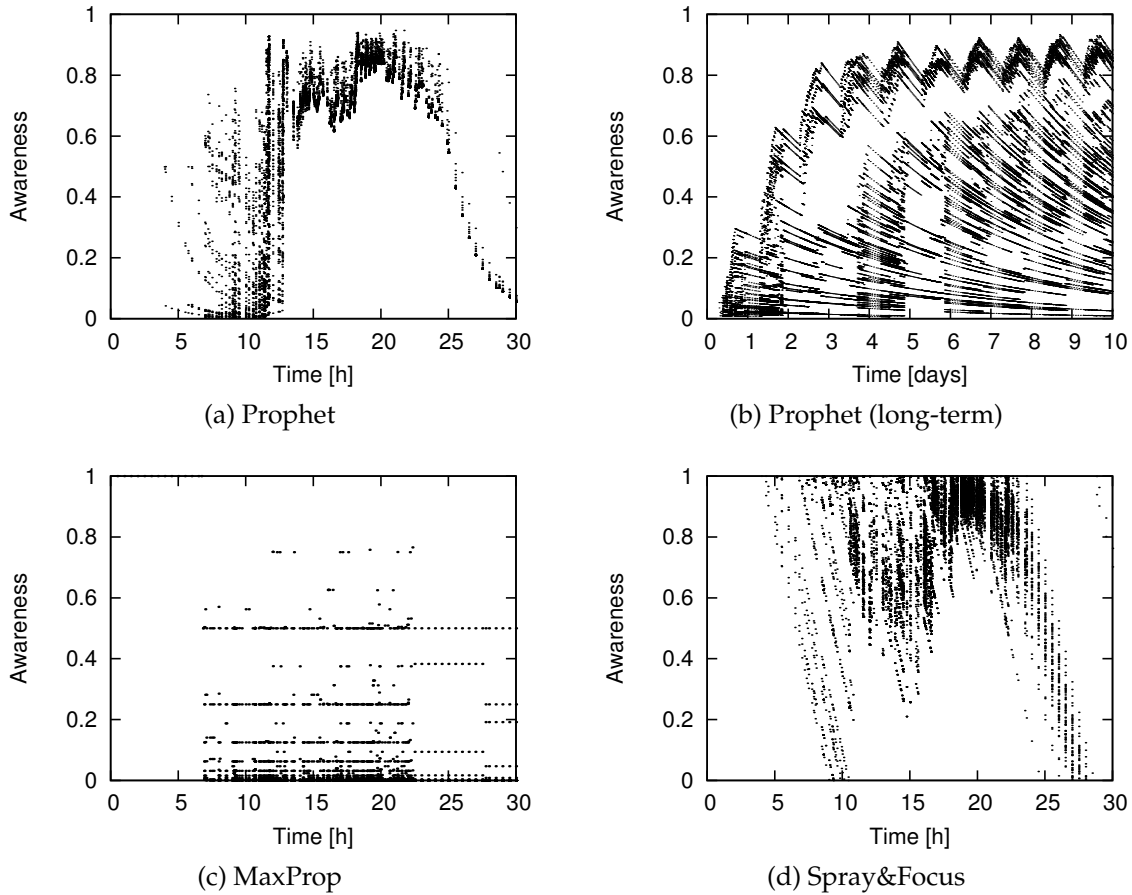 1
0.8
0.6
0.4
0.2
0
Awareness
0 5 10 15 20 25 30
Time [h]
(a) Prophet
1
0.8
0.6
0.4
0.2
0
Awareness
0 1 2 3 4 5 6 7 8 9 10
Time [days]
(b) Prophet (long-term)
1
0.8
0.6
0.4
0.2
0
Awareness
0 5 10 15 20 25 30
Time [h]
(c) MaxProp
1
0.8
0.6
0.4
0.2
0
Awareness
0 5 10 15 20 25 30
Time [h]
(d) Spray&Focus